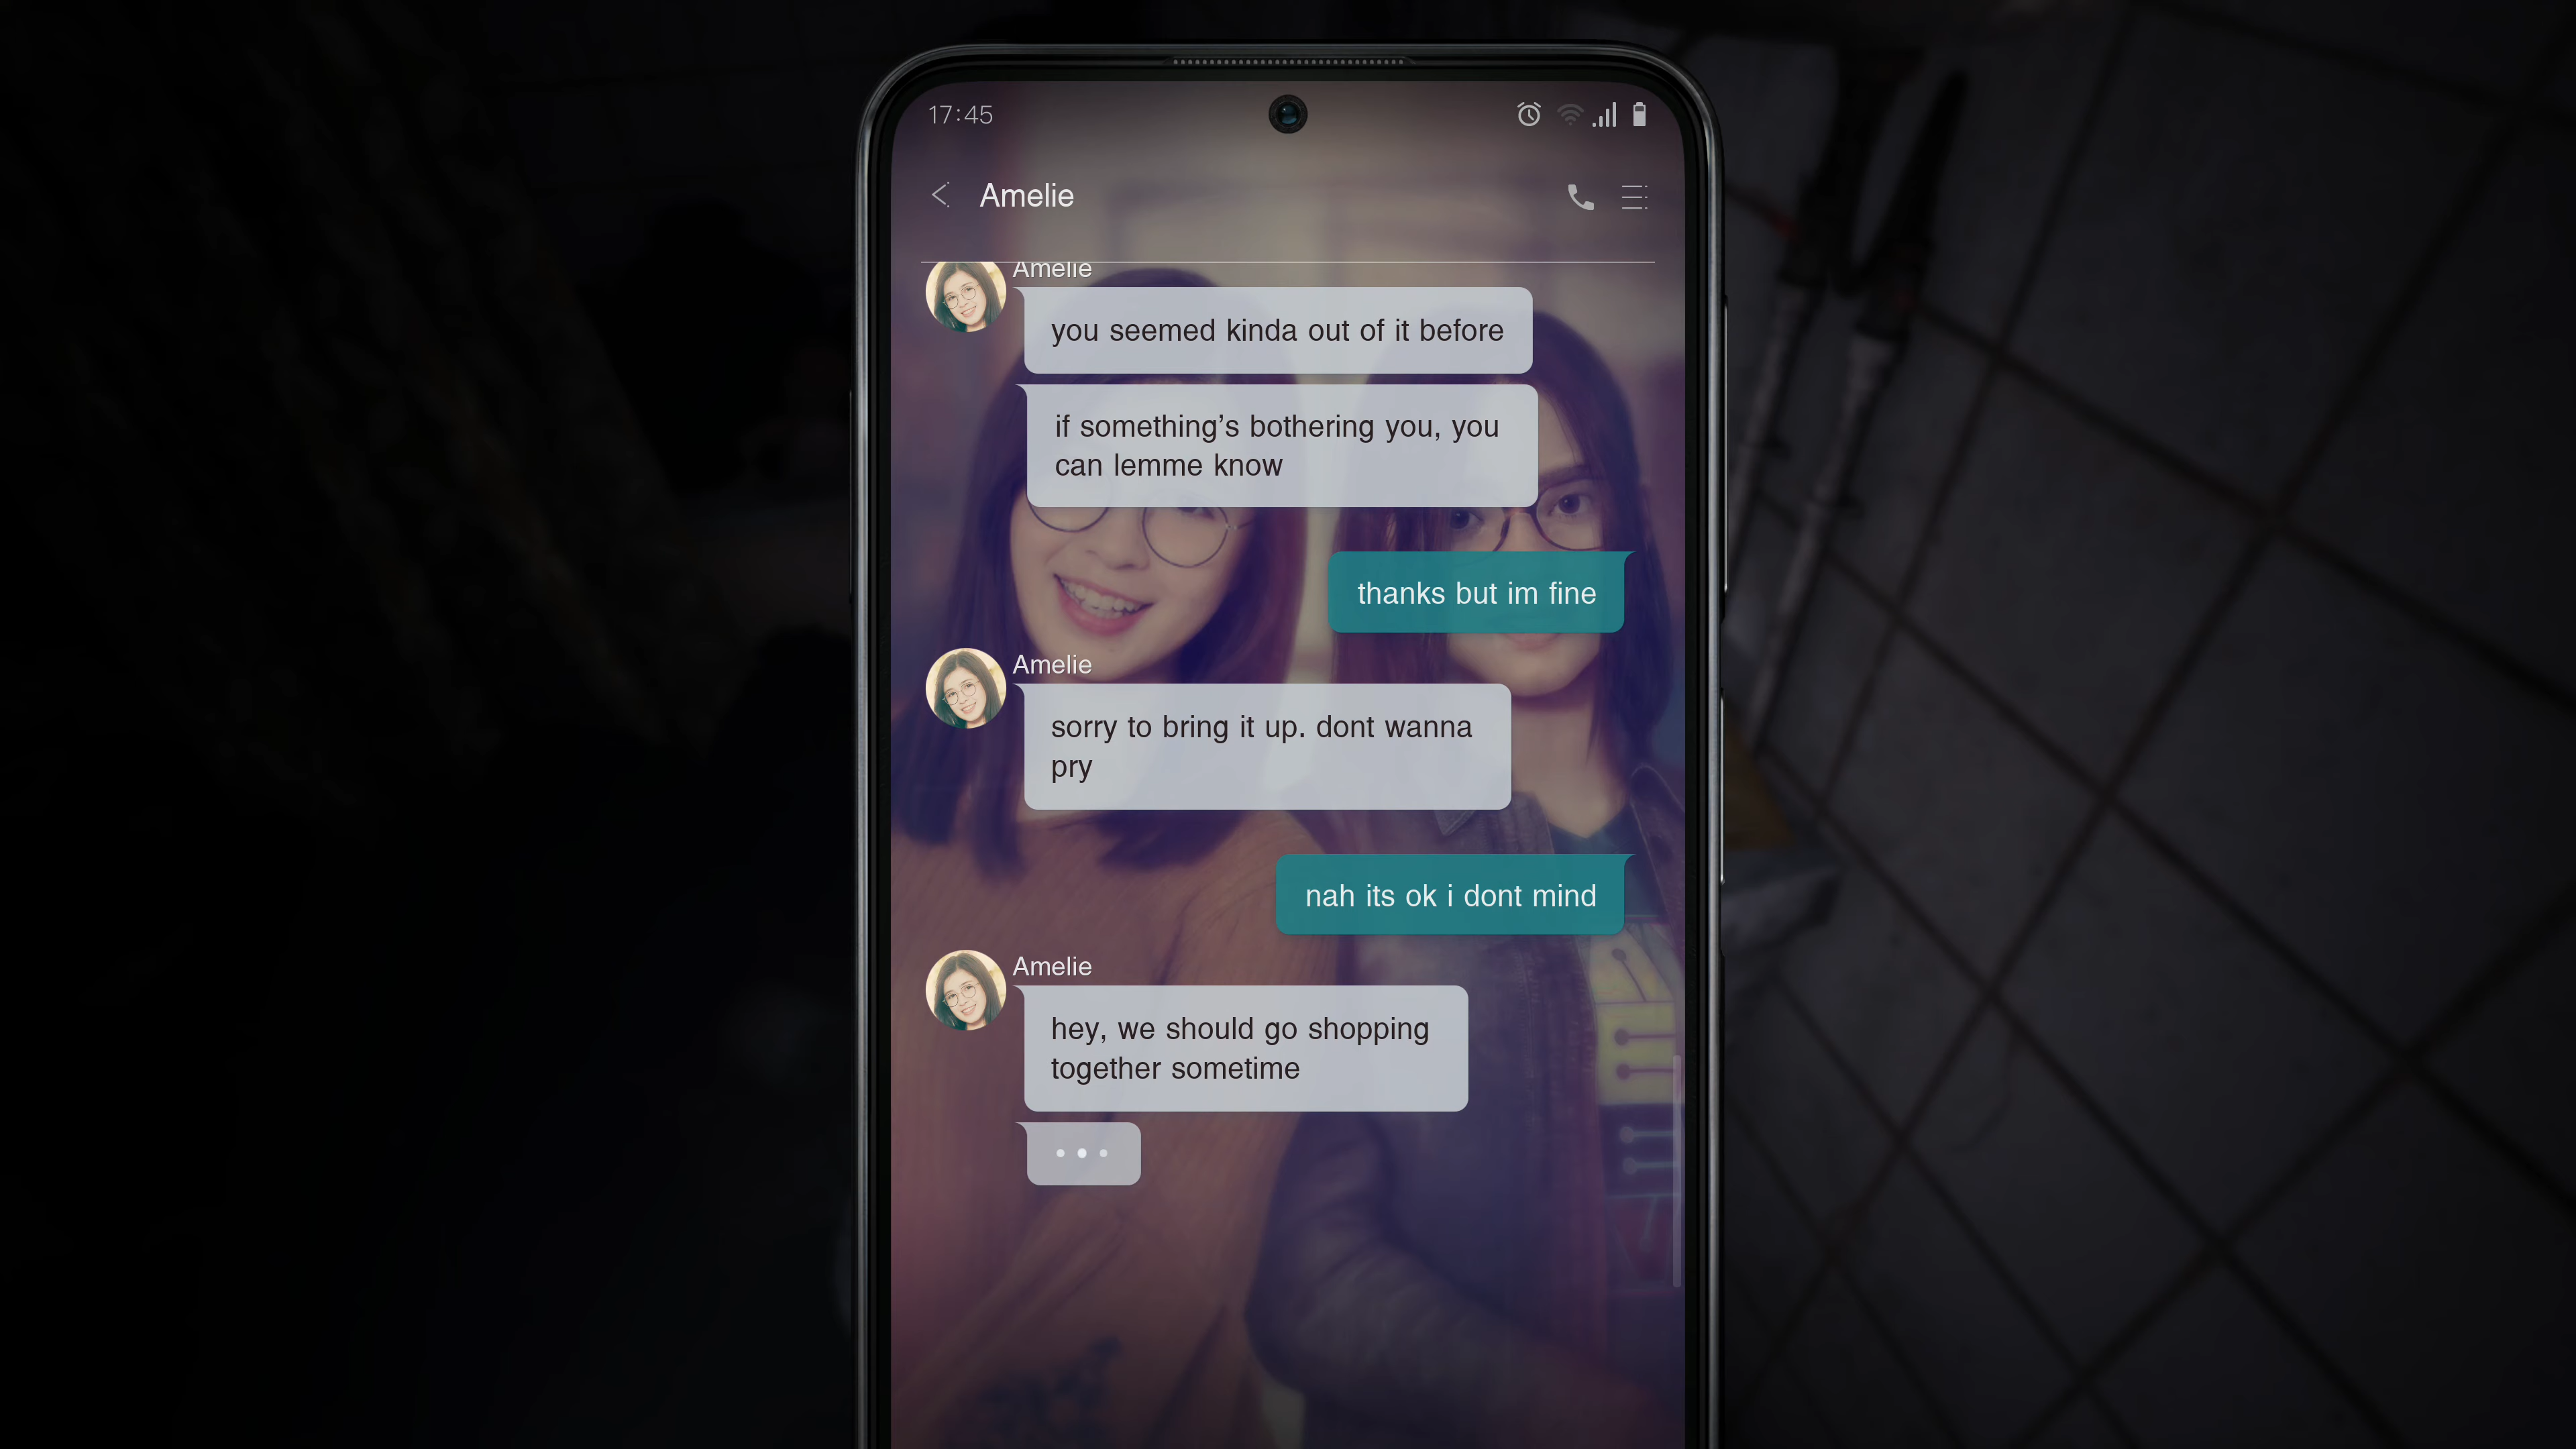 17:45
Amelie
Amelie
you seemed kinda out of it before
if something’s bothering you, you
can lemme know
thanks but im fine
Amelie
sorry to bring it up. dont wanna
pry
nah its ok i dont mind
Amelie
hey, we should go shopping
together sometime